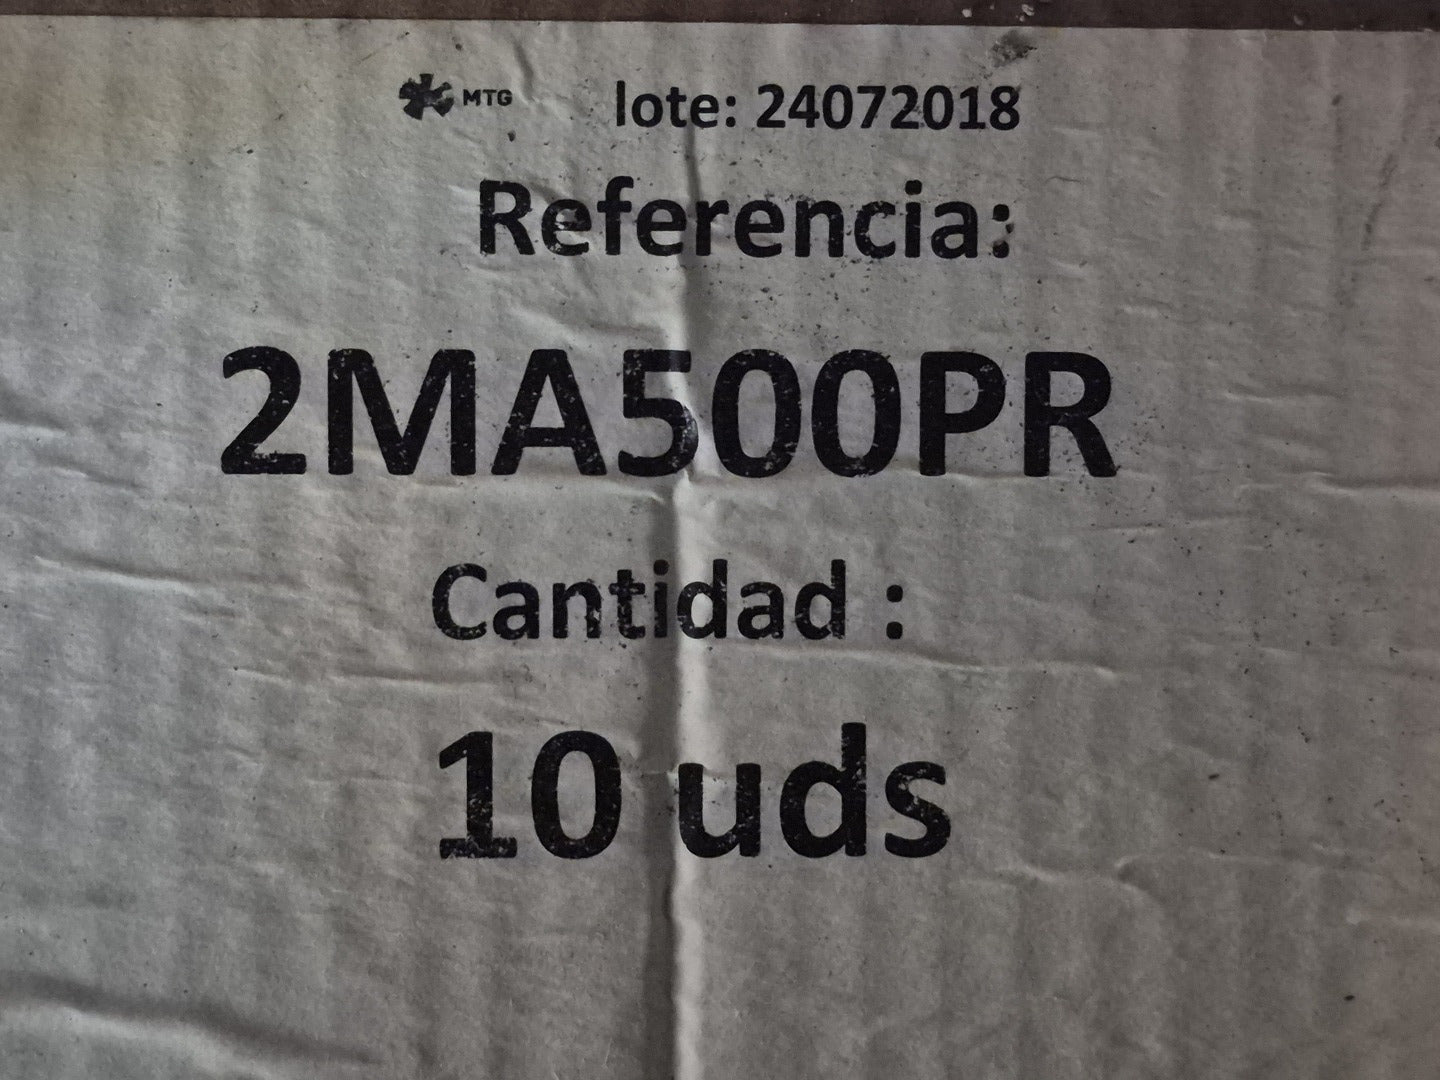 MTG lote: 24072018
Referencia:
2MA500PR
Cantidad :
10 uds